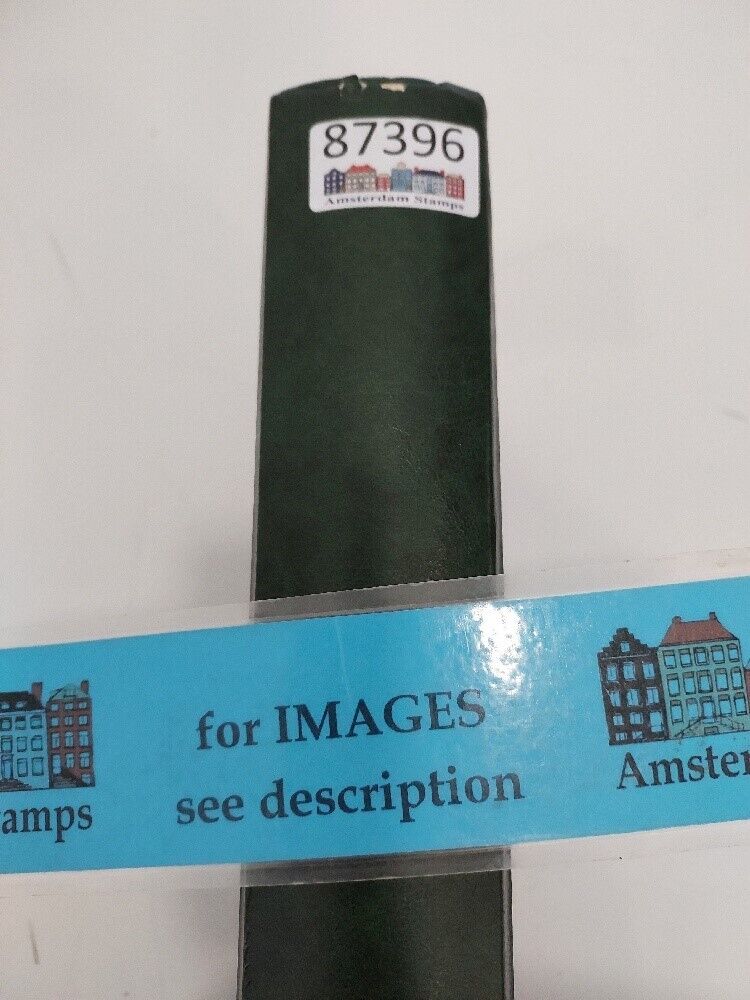 87396
Amsterdam Stamps
for IMAGES
see description
amps
Amster